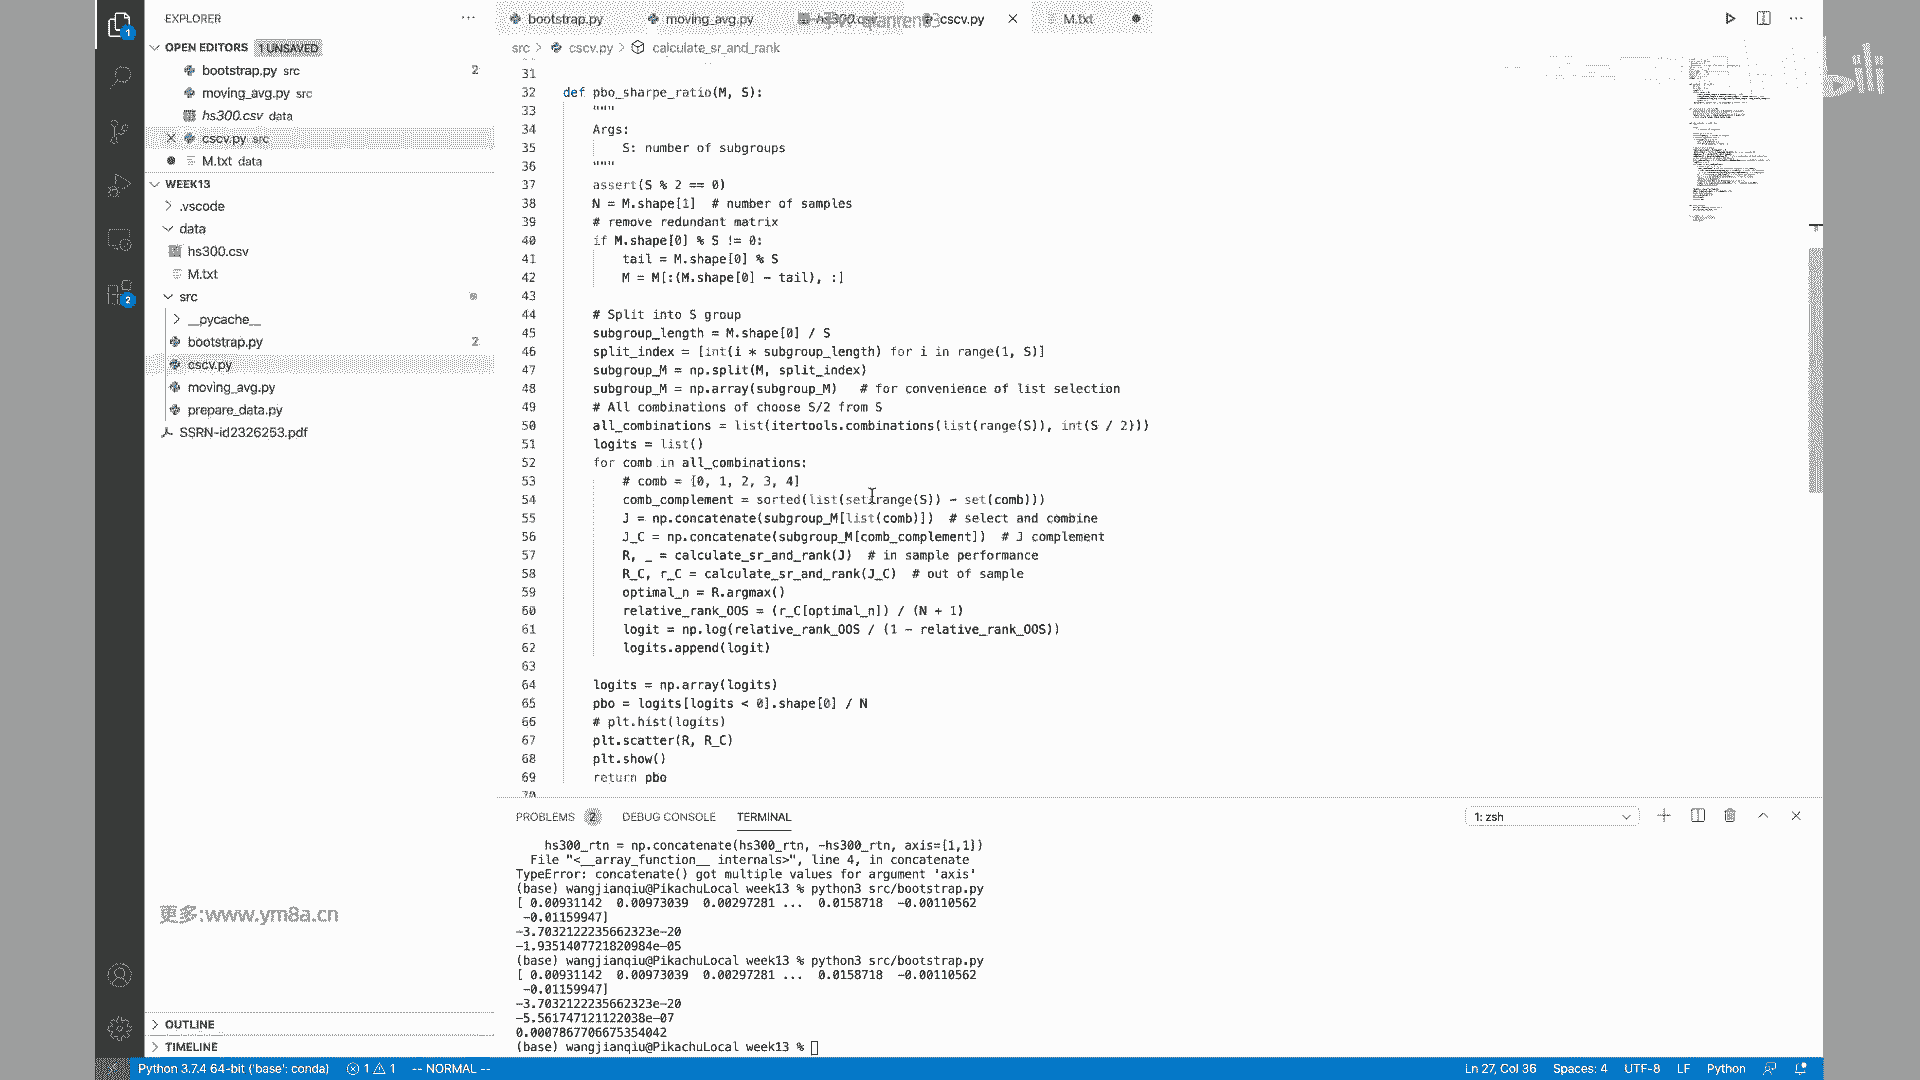 EXPLORER
OPEN EDITORS 1 UNSAVED
bootstrap.py src 2
moving_avg.py src
hs300.csv data
cscv.py src
M.txt data
WEEK13
.vscode
data
hs300.csv
M.txt
src
__pycache__
bootstrap.py 2
cscv.py
moving_avg.py
prepare_data.py
SSRN-id2326253.pdf
更多:www.ym8a.cn
OUTLINE
TIMELINE
bootstrap.py moving_avg.py hs300.csv cscv.py M.txt
src > cscv.py > calculate_sr_and_rank
31
32 def pbo_sharpe_ratio(M, S):
33 """
34 Args:
35 S: number of subgroups
36 """
37 assert(S % 2 == 0)
38 N = M.shape[1] # number of samples
39 # remove redundant matrix
40 if M.shape[0] % S != 0:
41 tail = M.shape[0] % S
42 M = M[:(M.shape[0] - tail), :]
43
44 # Split into S group
45 subgroup_length = M.shape[0] / S
46 split_index = [int(i * subgroup_length) for i in range(1, S)]
47 subgroup_M = np.split(M, split_index)
48 subgroup_M = np.array(subgroup_M) # for convenience of list selection
49 # All combinations of choose S/2 from S
50 all_combinations = list(itertools.combinations(list(range(S)), int(S / 2)))
51 logits = list()
52 for comb in all_combinations:
53 # comb = [0, 1, 2, 3, 4]
54 comb_complement = sorted(list(set(range(S)) - set(comb)))
55 J = np.concatenate(subgroup_M[list(comb)]) # select and combine
56 J_C = np.concatenate(subgroup_M[comb_complement]) # J complement
57 R, _ = calculate_sr_and_rank(J) # in sample performance
58 R_C, r_C = calculate_sr_and_rank(J_C) # out of sample
59 optimal_n = R.argmax()
60 relative_rank_OOS = (r_C[optimal_n]) / (N + 1)
61 logit = np.log(relative_rank_OOS / (1 - relative_rank_OOS))
62 logits.append(logit)
63
64 logits = np.array(logits)
65 pbo = logits[logits < 0].shape[0] / N
66 # plt.hist(logits)
67 plt.scatter(R, R_C)
68 plt.show()
69 return pbo
70
PROBLEMS 2 DEBUG CONSOLE TERMINAL 1: zsh
hs300_rtn = np.concatenate(hs300_rtn, -hs300_rtn, axis=[1,1])
File "<__array_function__ internals>", line 4, in concatenate
TypeError: concatenate() got multiple values for argument 'axis'
(base) wangjianqiu@PikachuLocal week13 % python3 src/bootstrap.py
[ 0.00931142 0.00973039 0.00297281 ... 0.0158718 -0.00110562
-0.01159947]
-3.7032122235662323e-20
-1.9351407721820984e-05
(base) wangjianqiu@PikachuLocal week13 % python3 src/bootstrap.py
[ 0.00931142 0.00973039 0.00297281 ... 0.0158718 -0.00110562
-0.01159947]
-3.7032122235662323e-20
-5.561747121122038e-07
0.0007867706675354042
(base) wangjianqiu@PikachuLocal week13 %
Python 3.7.4 64-bit ('base': conda) 1 1 -- NORMAL -- Ln 27, Col 36 Spaces: 4 UTF-8 LF Python